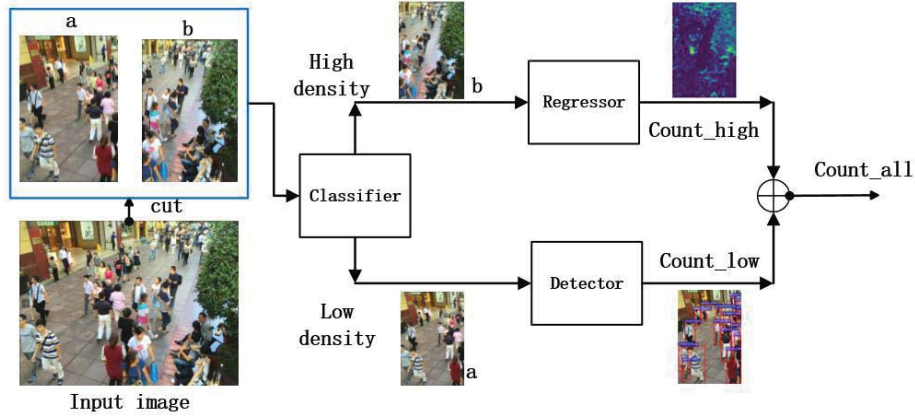 a
b
cut
Input image
Classifier
High
density
b
Regressor
Count_high
Low
density
a
Detector
Count_low
Count_all